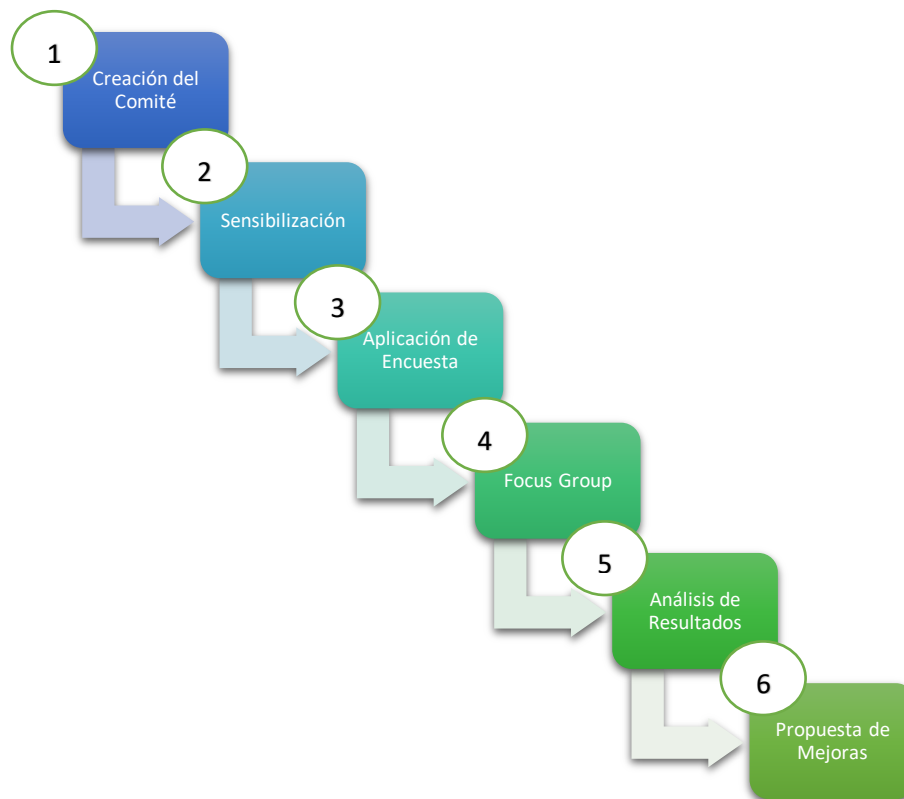 1
Creación del
Comité
2
Sensibilización
3
Aplicación de
Encuesta
4
Focus Group
5
Análisis de
Resultados
6
Propuesta de
Mejoras